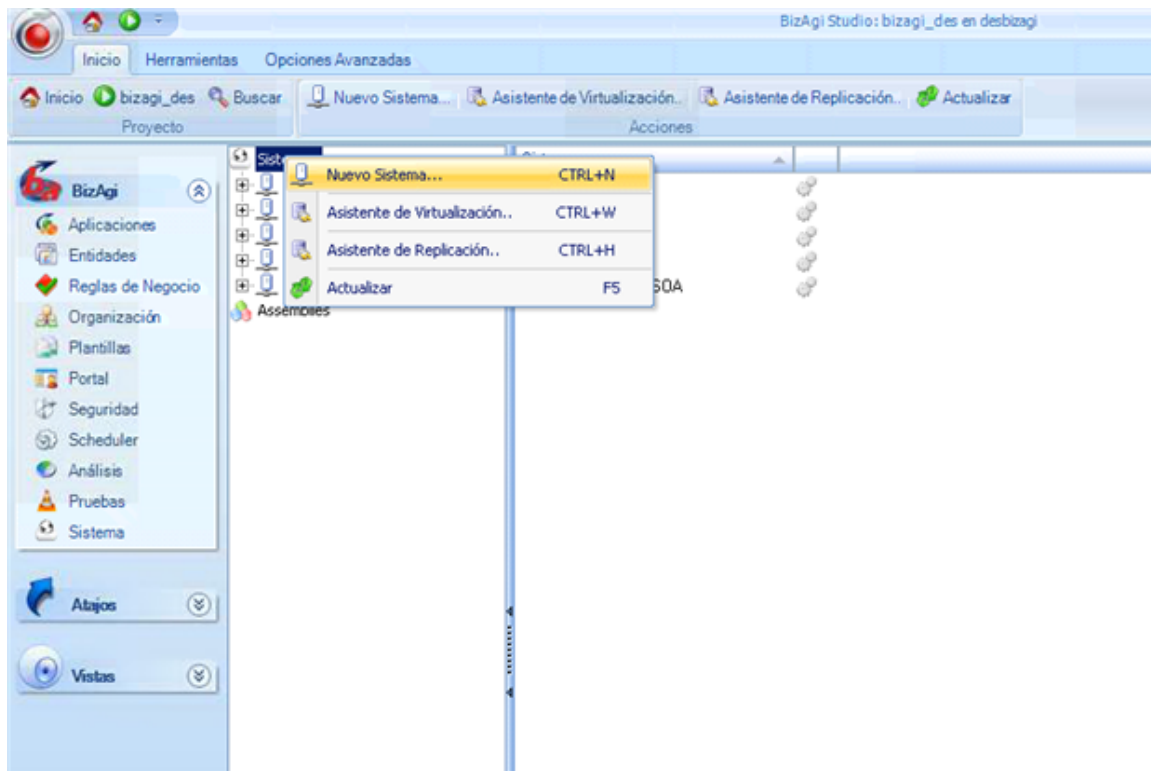 BizAgi Studio: bizagi_des en desbizagi
Inicio Herramientas Opciones Avanzadas
Inicio bizagi_des Buscar Nuevo Sistema... Asistente de Virtualización.. Asistente de Replicación.. Actualizar
Proyecto Acciones
BizAgi
Aplicaciones
Entidades
Reglas de Negocio
Organización
Plantillas
Portal
Seguridad
Scheduler
Análisis
Pruebas
Sistema
Atajos
Vistas
Nuevo Sistema... CTRL+N
Asistente de Virtualización.. CTRL+W
Asistente de Replicación.. CTRL+H
Actualizar F5
SOA
Assemblies